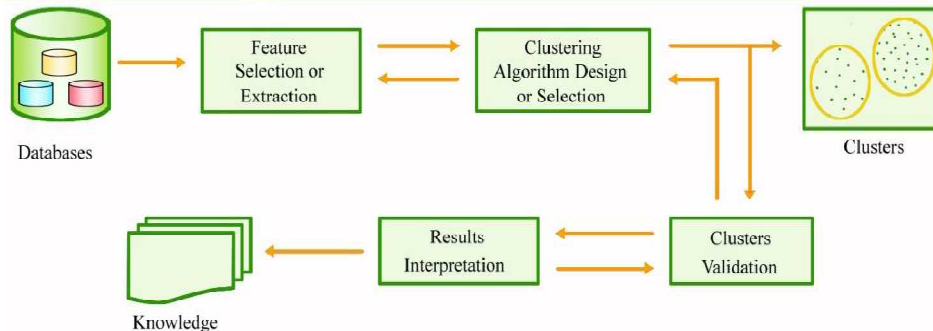 Feature
Selection or
Extraction
Clustering
Algorithm Design
or Selection
Databases
Clusters
Results
Interpretation
Clusters
Validation
Knowledge